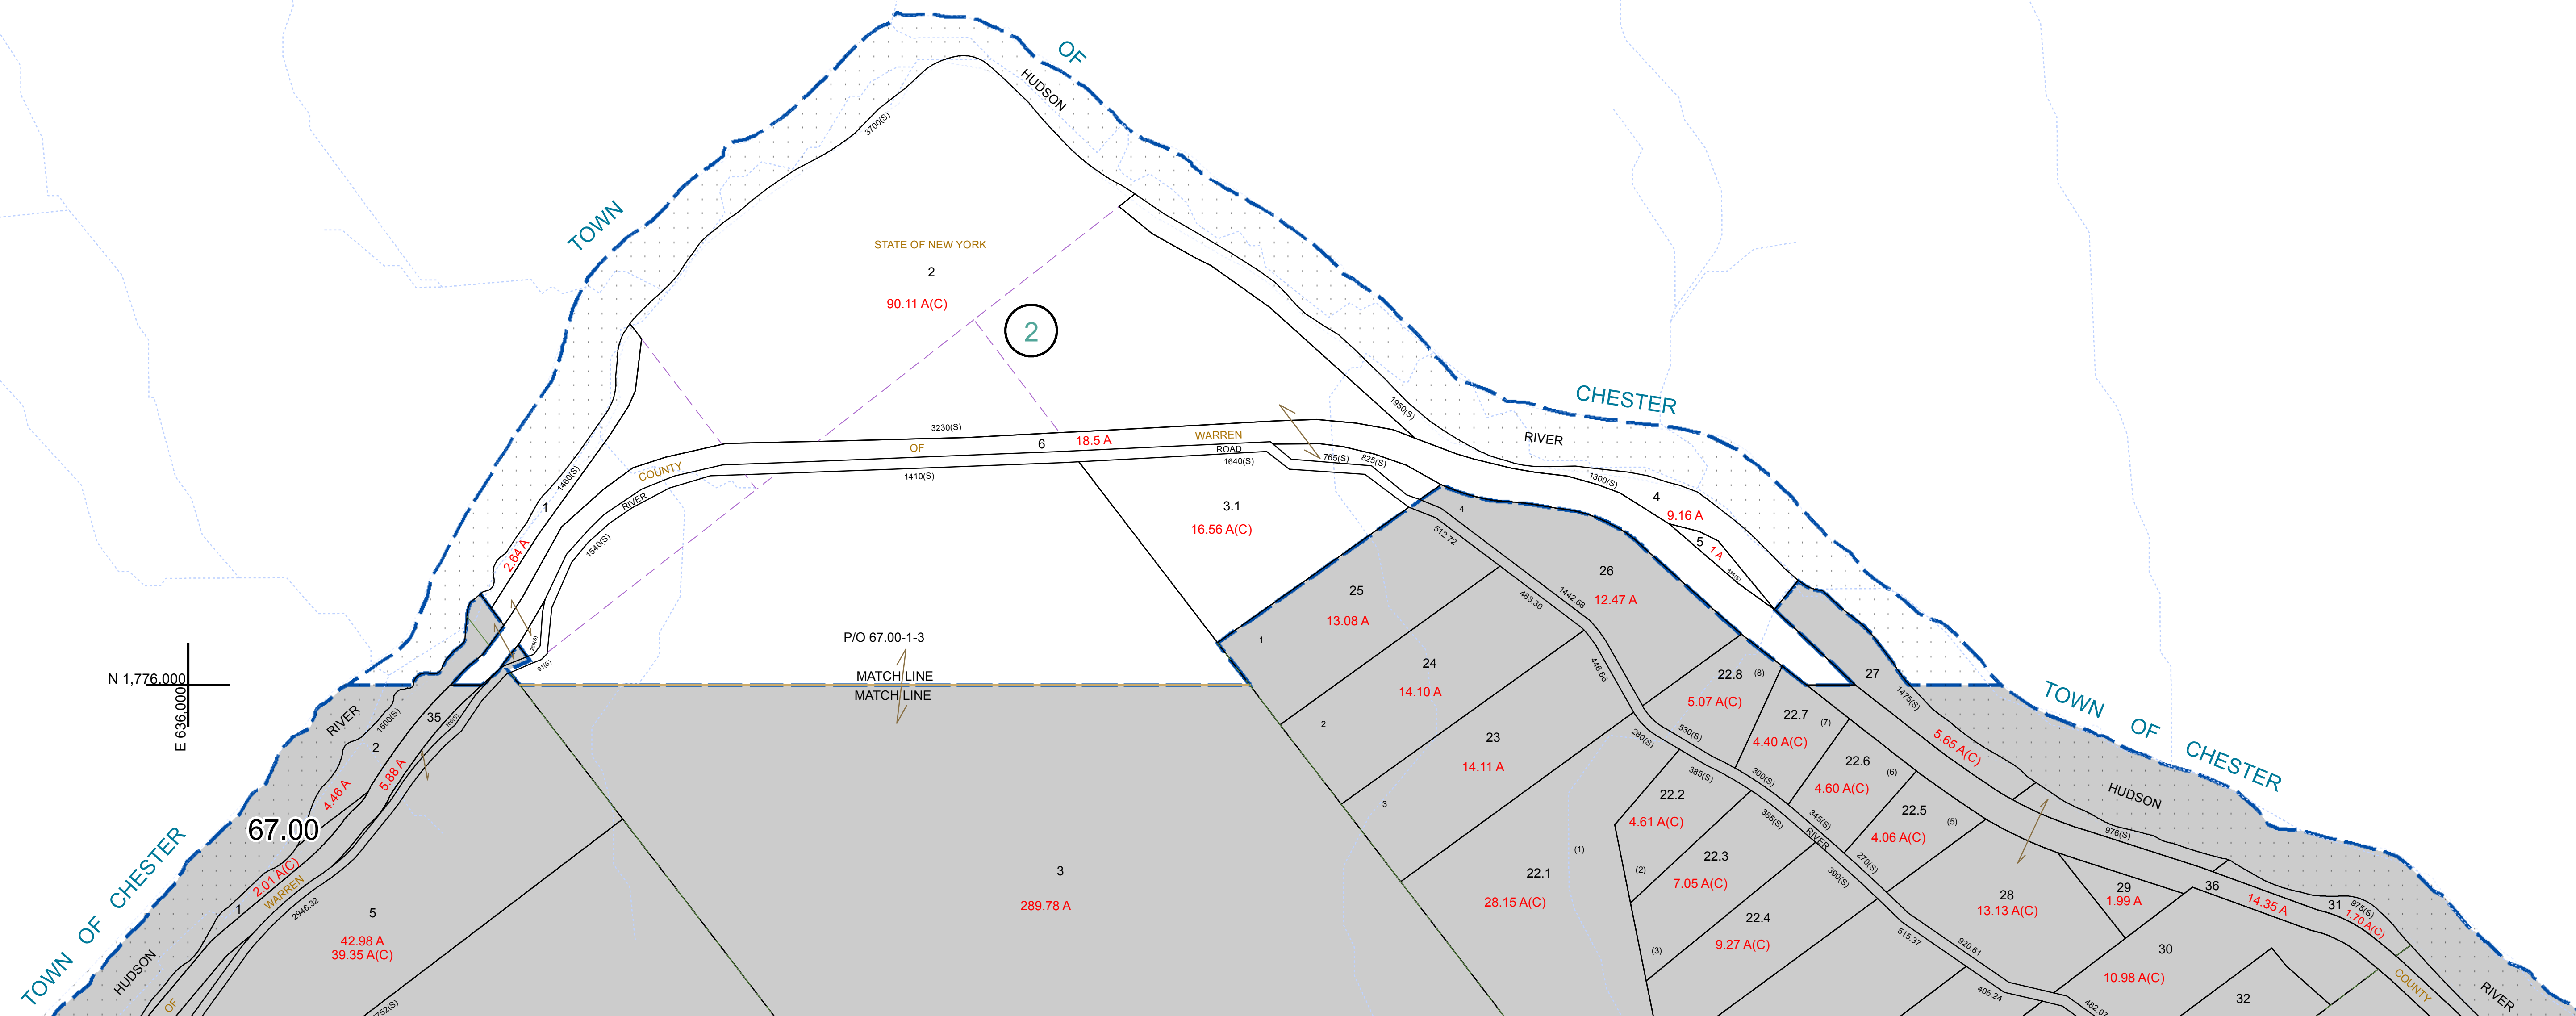 OF
HUDSON
3700(S)
TOWN
STATE OF NEW YORK
2
90.11 A(C)
2
1950(S)
CHESTER
RIVER
3230(S)
6
18.5 A
OF
WARREN
ROAD
1640(S)
765(S)
825(S)
COUNTY
1410(S)
1460(S)
1
RIVER
1540(S)
2.64 A
3.1
16.56 A(C)
1300(S)
4
9.16 A
5
1 A
4
512.72
26
12.47 A
1442.68
483.30
25
13.08 A
1
24
14.10 A
446.66
P/O 67.00-1-3
91(S)
MATCH LINE
MATCH LINE
N 1,776,000
E 636,000
22.8
(8)
5.07 A(C)
27
1475(S)
TOWN OF CHESTER
RIVER
1500(S)
35
2
4.46 A
5.88 A
2
23
14.11 A
280(S)
530(S)
22.7
(7)
4.40 A(C)
5.65 A(C)
22.6
(6)
4.60 A(C)
385(S)
300(S)
22.2
4.61 A(C)
3
385(S)
345(S)
RIVER
22.5
(5)
4.06 A(C)
HUDSON
976(S)
67.00
TOWN OF CHESTER
2.01 A(C)
1
WARREN
2946.32
5
42.98 A
39.35 A(C)
HUDSON
OF
752(S)
3
289.78 A
(1)
22.1
28.15 A(C)
(2)
22.3
7.05 A(C)
270(S)
390(S)
22.4
9.27 A(C)
(3)
515.37
920.61
28
13.13 A(C)
29
1.99 A
36
14.35 A
31
975(S)
1.70 A(C)
30
10.98 A(C)
405.24
482.07
32
COUNTY
RIVER